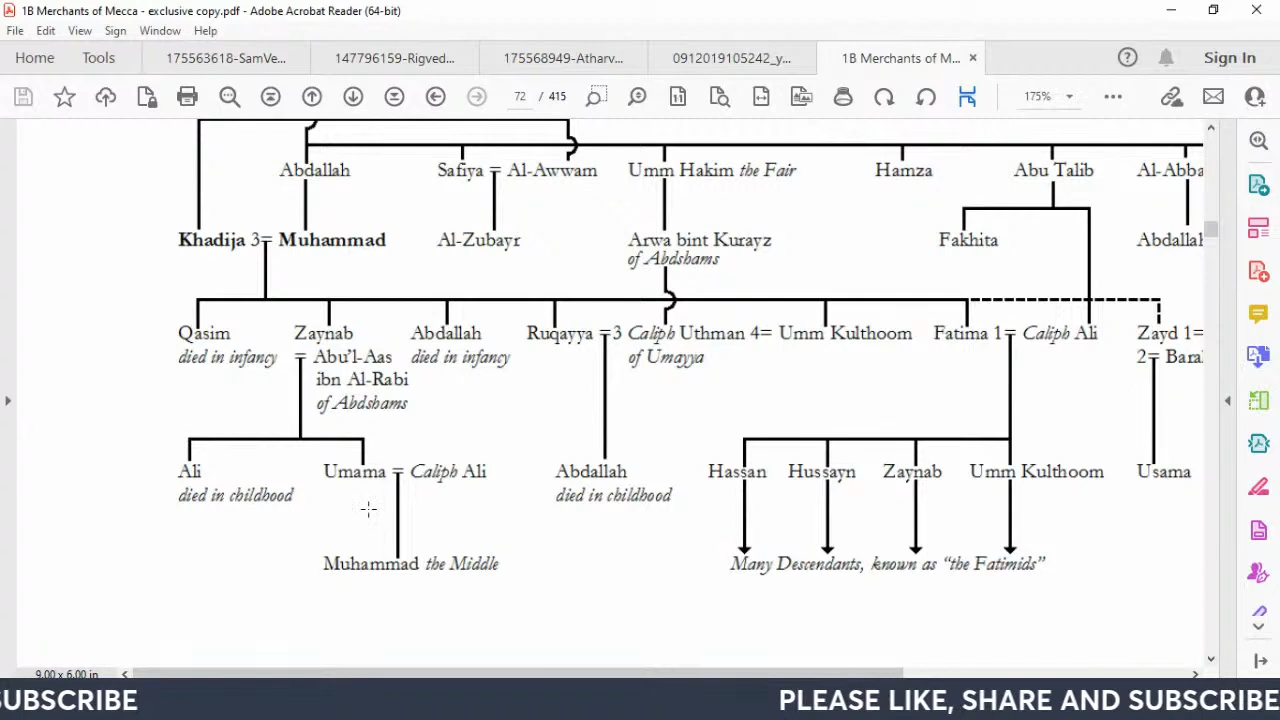 1B Merchants of Mecca - exclusive copy.pdf - Adobe Acrobat Reader (64-bit)
File Edit View Sign Window Help
Home Tools 175563618-SamVe... 147796159-Rigved... 175568949-Atharv... 0912019105242_y... 1B Merchants of M... ×
Sign In
72 / 415 175%
Abdallah Safiya = Al-Awwam Umm Hakim the Fair Hamza Abu Talib Al-Abba
Khadija 3= Muhammad Al-Zubayr Arwa bint Kurayz Fakhita Abdallah
of Abdshams
Qasim Zaynab Abdallah Ruqayya =3 Caliph Uthman 4= Umm Kulthoom Fatima 1= Caliph Ali Zayd 1=
died in infancy = Abu'l-Aas died in infancy of Umayya 2= Bara
ibn Al-Rabi
of Abdshams
Ali Umama = Caliph Ali Abdallah Hassan Hussayn Zaynab Umm Kulthoom Usama
died in childhood died in childhood
Muhammad the Middle Many Descendants, known as “the Fatimids”
9.00 x 6.00 in
SUBSCRIBE PLEASE LIKE, SHARE AND SUBSCRIBE